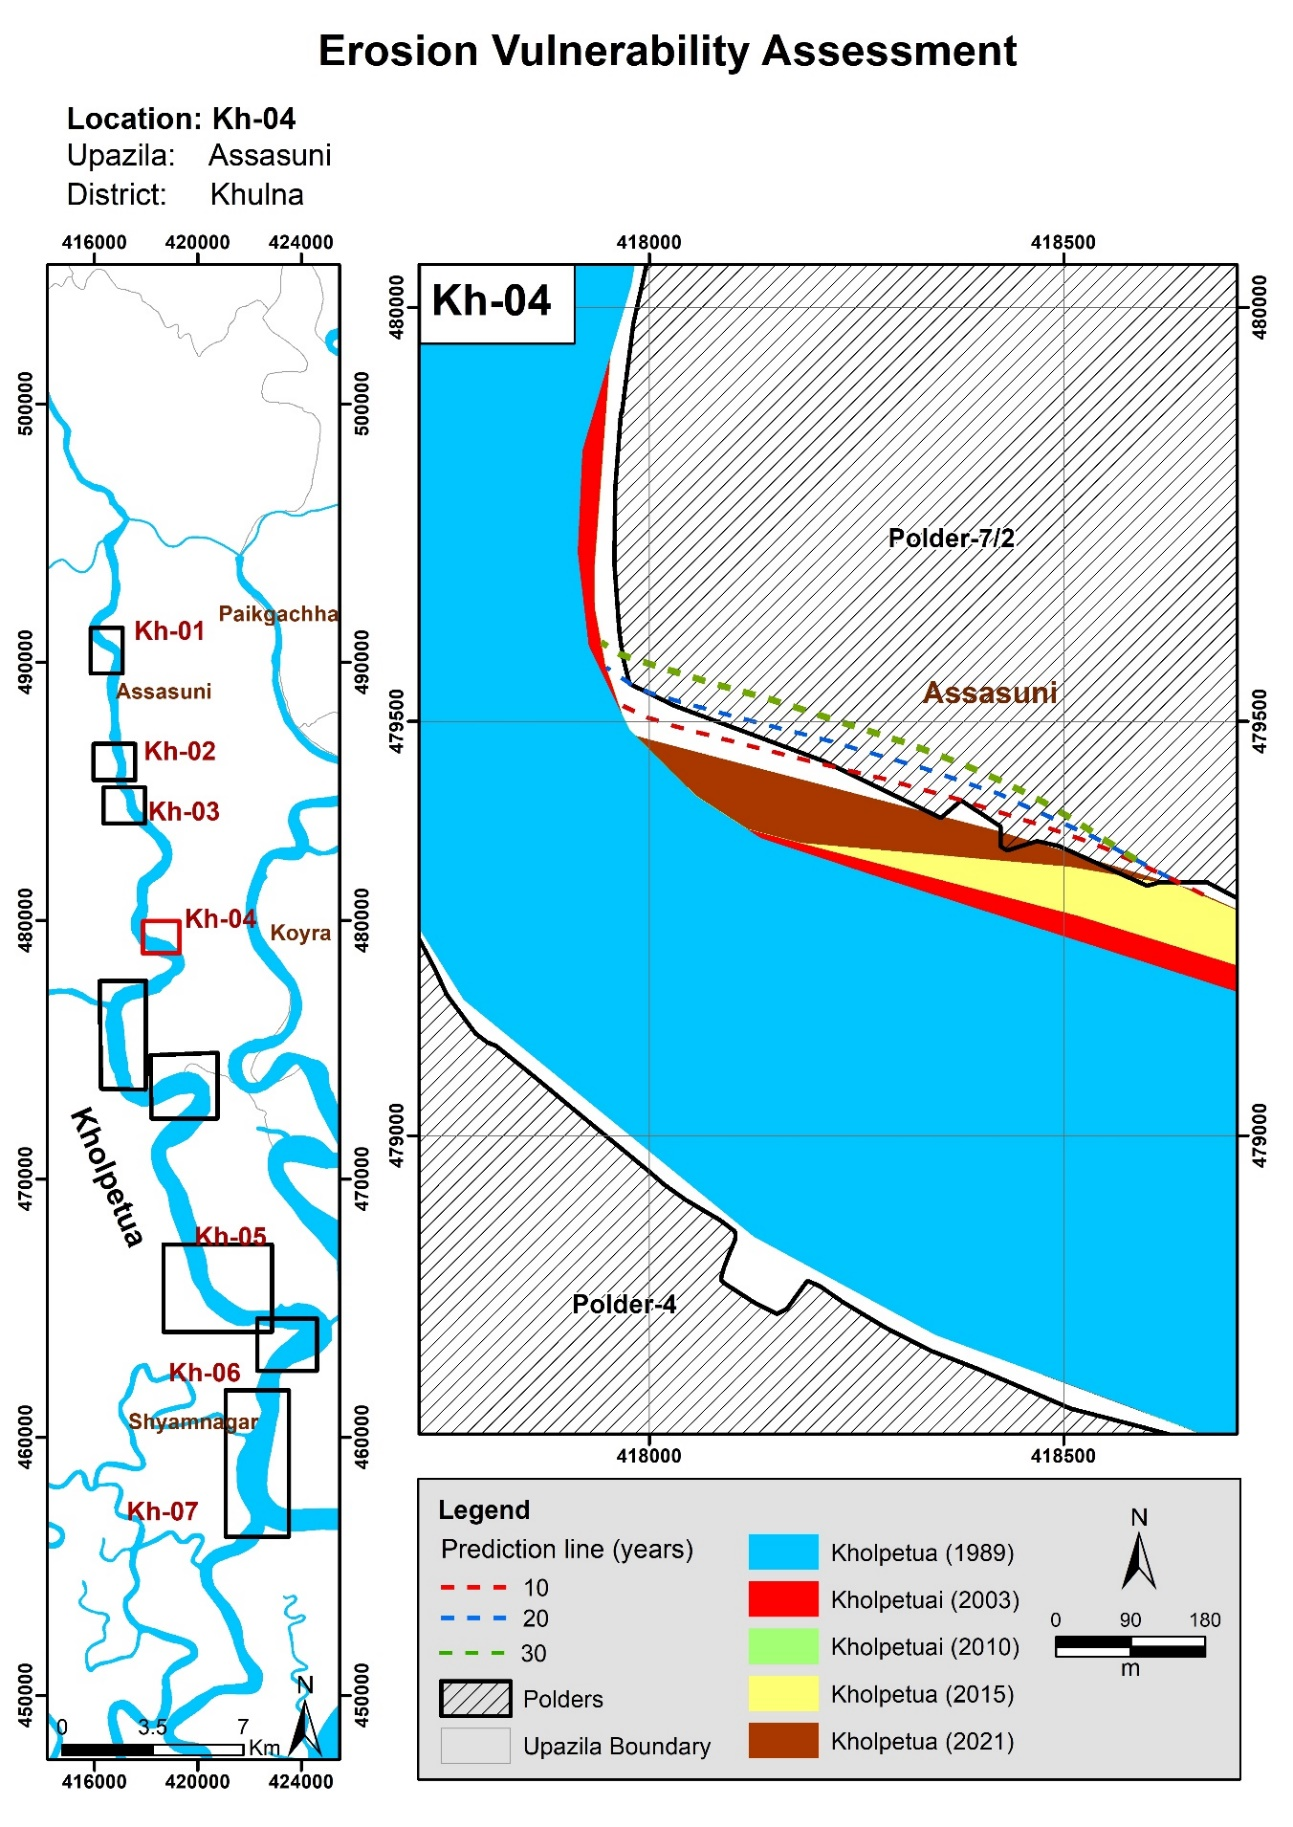 Erosion Vulnerability Assessment
Location: Kh-04
Upazila: Assasuni
District: Khulna
416000 420000 424000
500000
490000
480000
470000
460000
450000
Paikgachha
Kh-01
Assasuni
Kh-02
Kh-03
Kh-04
Koyra
Kholpetua
Kh-05
Kh-06
Shyamnagar
Kh-07
N
0 3.5 7
Km
500000
490000
480000
470000
460000
450000
416000 420000 424000
418000 418500
Kh-04
480000
479500
479000
Polder-7/2
Assasuni
Polder-4
480000
479500
479000
418000 418500
Legend
Prediction line (years)
10
20
30
Polders
Upazila Boundary
Kholpetua (1989)
Kholpetuai (2003)
Kholpetuai (2010)
Kholpetua (2015)
Kholpetua (2021)
N
0 90 180
m